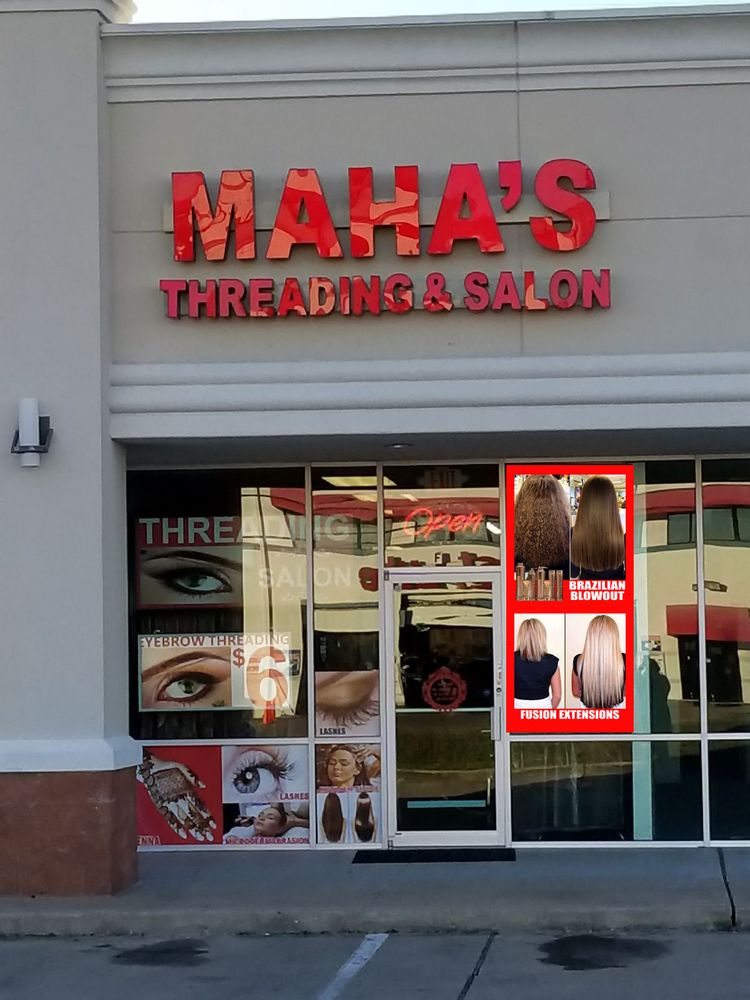 MAHA'S
THREADING & SALON
THREADING
SALON
Open
EYEBROW THREADING
$6
LASHES
LASHES
MICRODERMABRASION
BRAZILIAN
BLOWOUT
FUSION EXTENSIONS